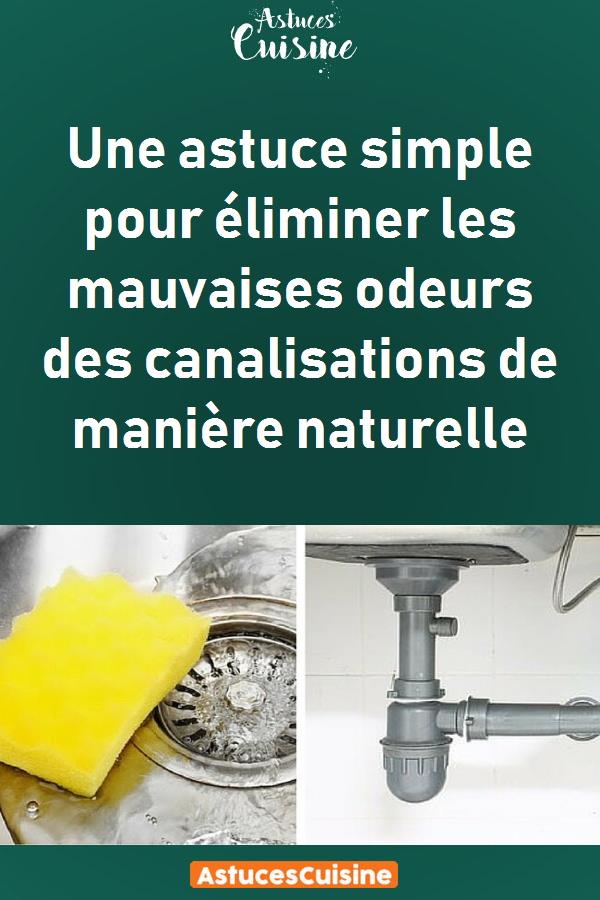 Astuces
Cuisine
Une astuce simple
pour éliminer les
mauvaises odeurs
des canalisations de
manière naturelle
AstucesCuisine